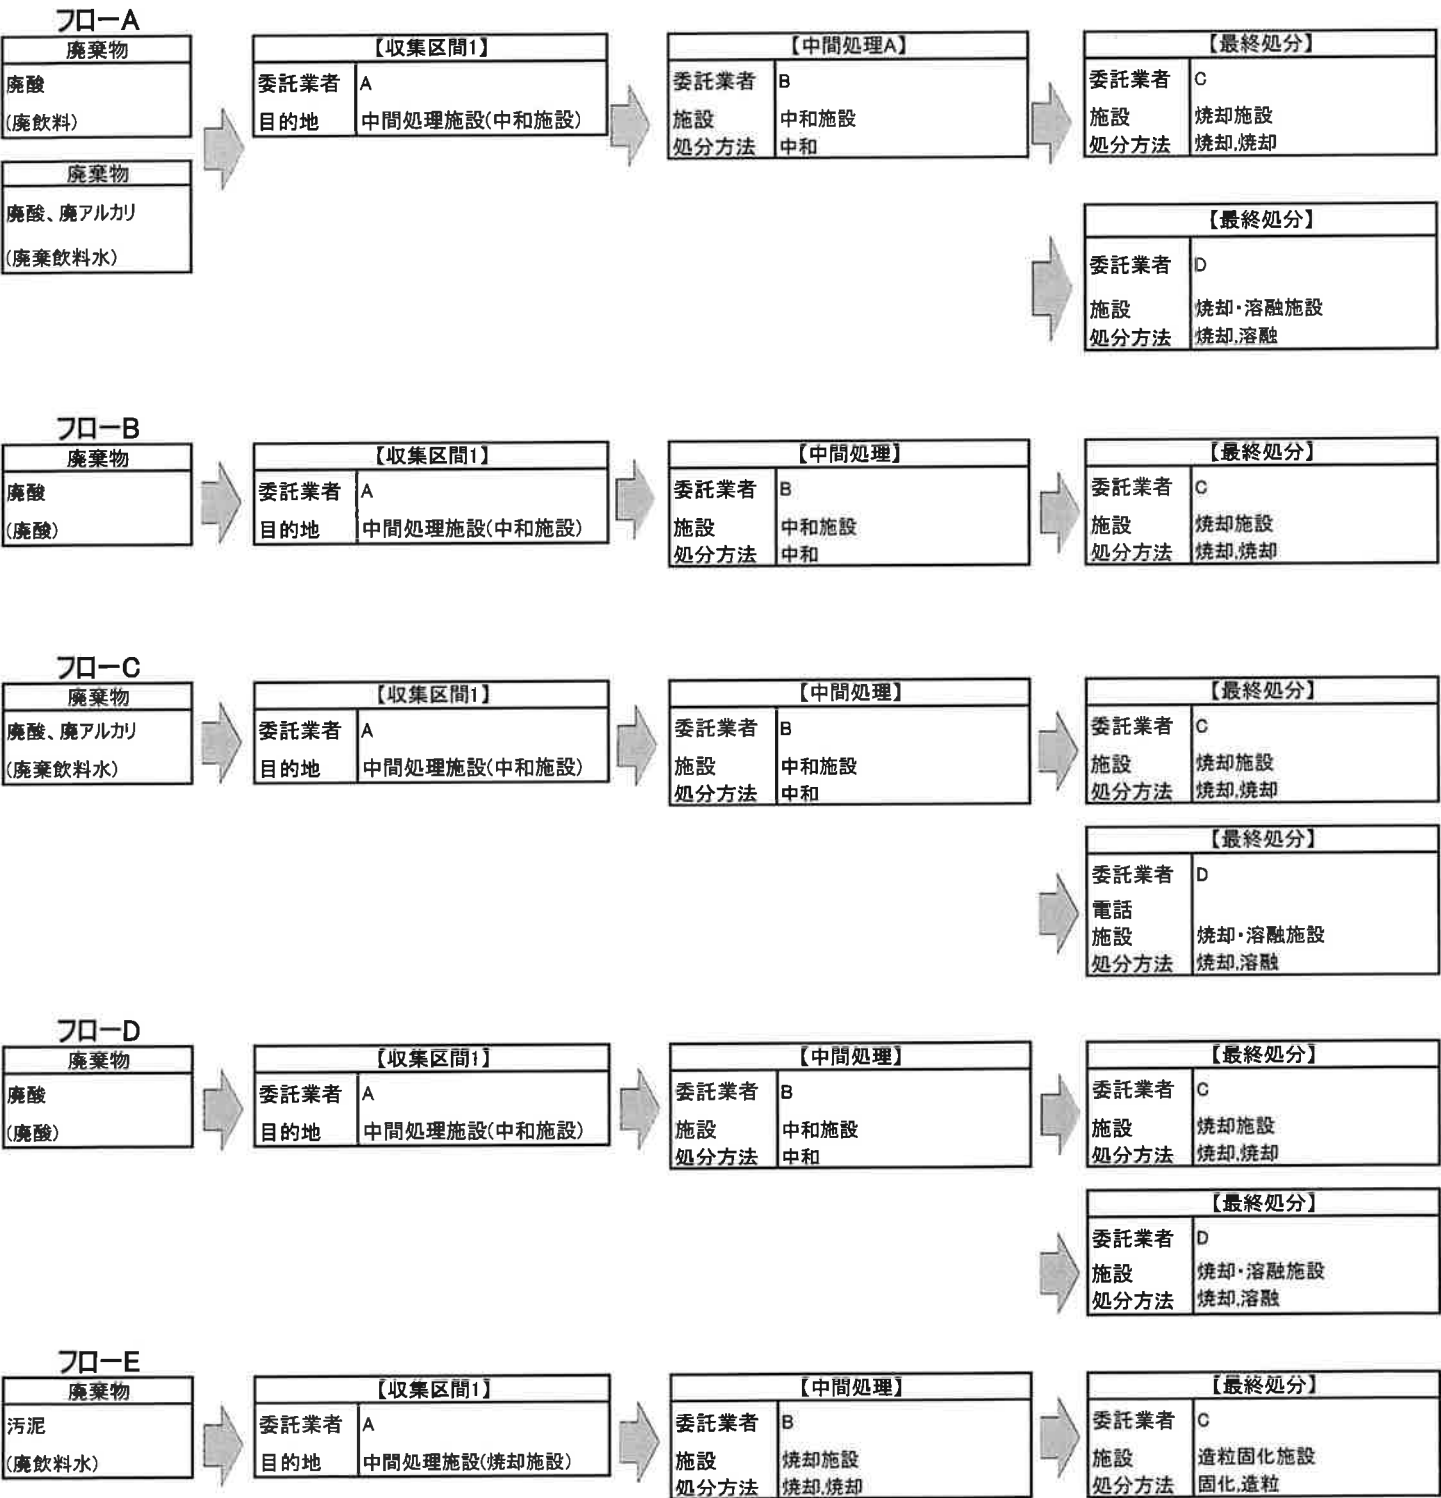 フローA
廃棄物
廃酸
(廃飲料)
廃棄物
廃酸、廃アルカリ
(廃棄飲料水)
【収集区間1】
委託業者 A
目的地 中間処理施設(中和施設)
【中間処理A】
委託業者 B
施設 中和施設
処分方法 中和
【最終処分】
委託業者 C
施設 焼却施設
処分方法 焼却,焼却
【最終処分】
委託業者 D
施設 焼却・溶融施設
処分方法 焼却,溶融
フローB
廃棄物
廃酸
(廃酸)
【収集区間1】
委託業者 A
目的地 中間処理施設(中和施設)
【中間処理】
委託業者 B
施設 中和施設
処分方法 中和
【最終処分】
委託業者 C
施設 焼却施設
処分方法 焼却,焼却
フローC
廃棄物
廃酸、廃アルカリ
(廃棄飲料水)
【収集区間1】
委託業者 A
目的地 中間処理施設(中和施設)
【中間処理】
委託業者 B
施設 中和施設
処分方法 中和
【最終処分】
委託業者 C
施設 焼却施設
処分方法 焼却,焼却
【最終処分】
委託業者 D
電話
施設 焼却・溶融施設
処分方法 焼却,溶融
フローD
廃棄物
廃酸
(廃酸)
【収集区間1】
委託業者 A
目的地 中間処理施設(中和施設)
【中間処理】
委託業者 B
施設 中和施設
処分方法 中和
【最終処分】
委託業者 C
施設 焼却施設
処分方法 焼却,焼却
【最終処分】
委託業者 D
施設 焼却・溶融施設
処分方法 焼却,溶融
フローE
廃棄物
汚泥
(廃飲料水)
【収集区間1】
委託業者 A
目的地 中間処理施設(焼却施設)
【中間処理】
委託業者 B
施設 焼却施設
処分方法 焼却,焼却
【最終処分】
委託業者 C
施設 造粒固化施設
処分方法 固化,造粒